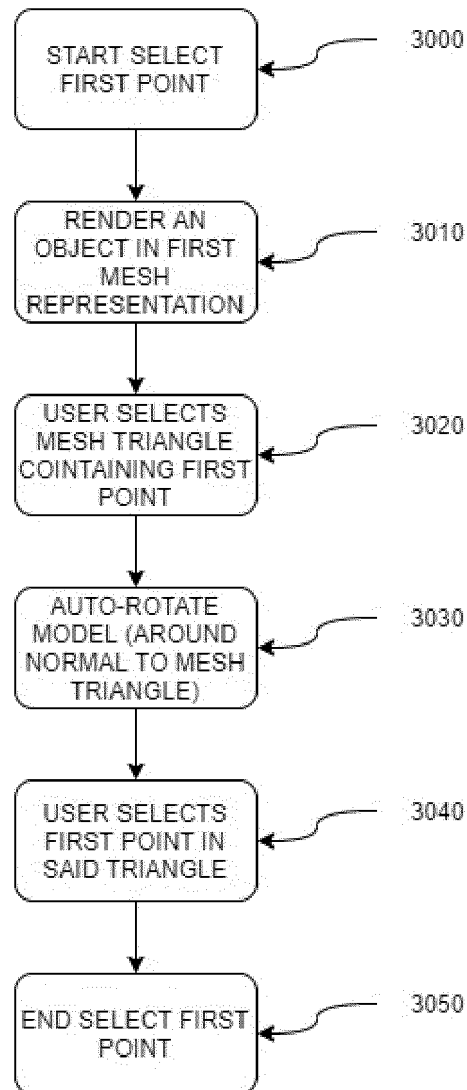 START SELECT
FIRST POINT
3000
RENDER AN
OBJECT IN FIRST
MESH
REPRESENTATION
3010
USER SELECTS
MESH TRIANGLE
COINTAINING FIRST
POINT
3020
AUTO-ROTATE
MODEL (AROUND
NORMAL TO MESH
TRIANGLE)
3030
USER SELECTS
FIRST POINT IN
SAID TRIANGLE
3040
END SELECT FIRST
POINT
3050